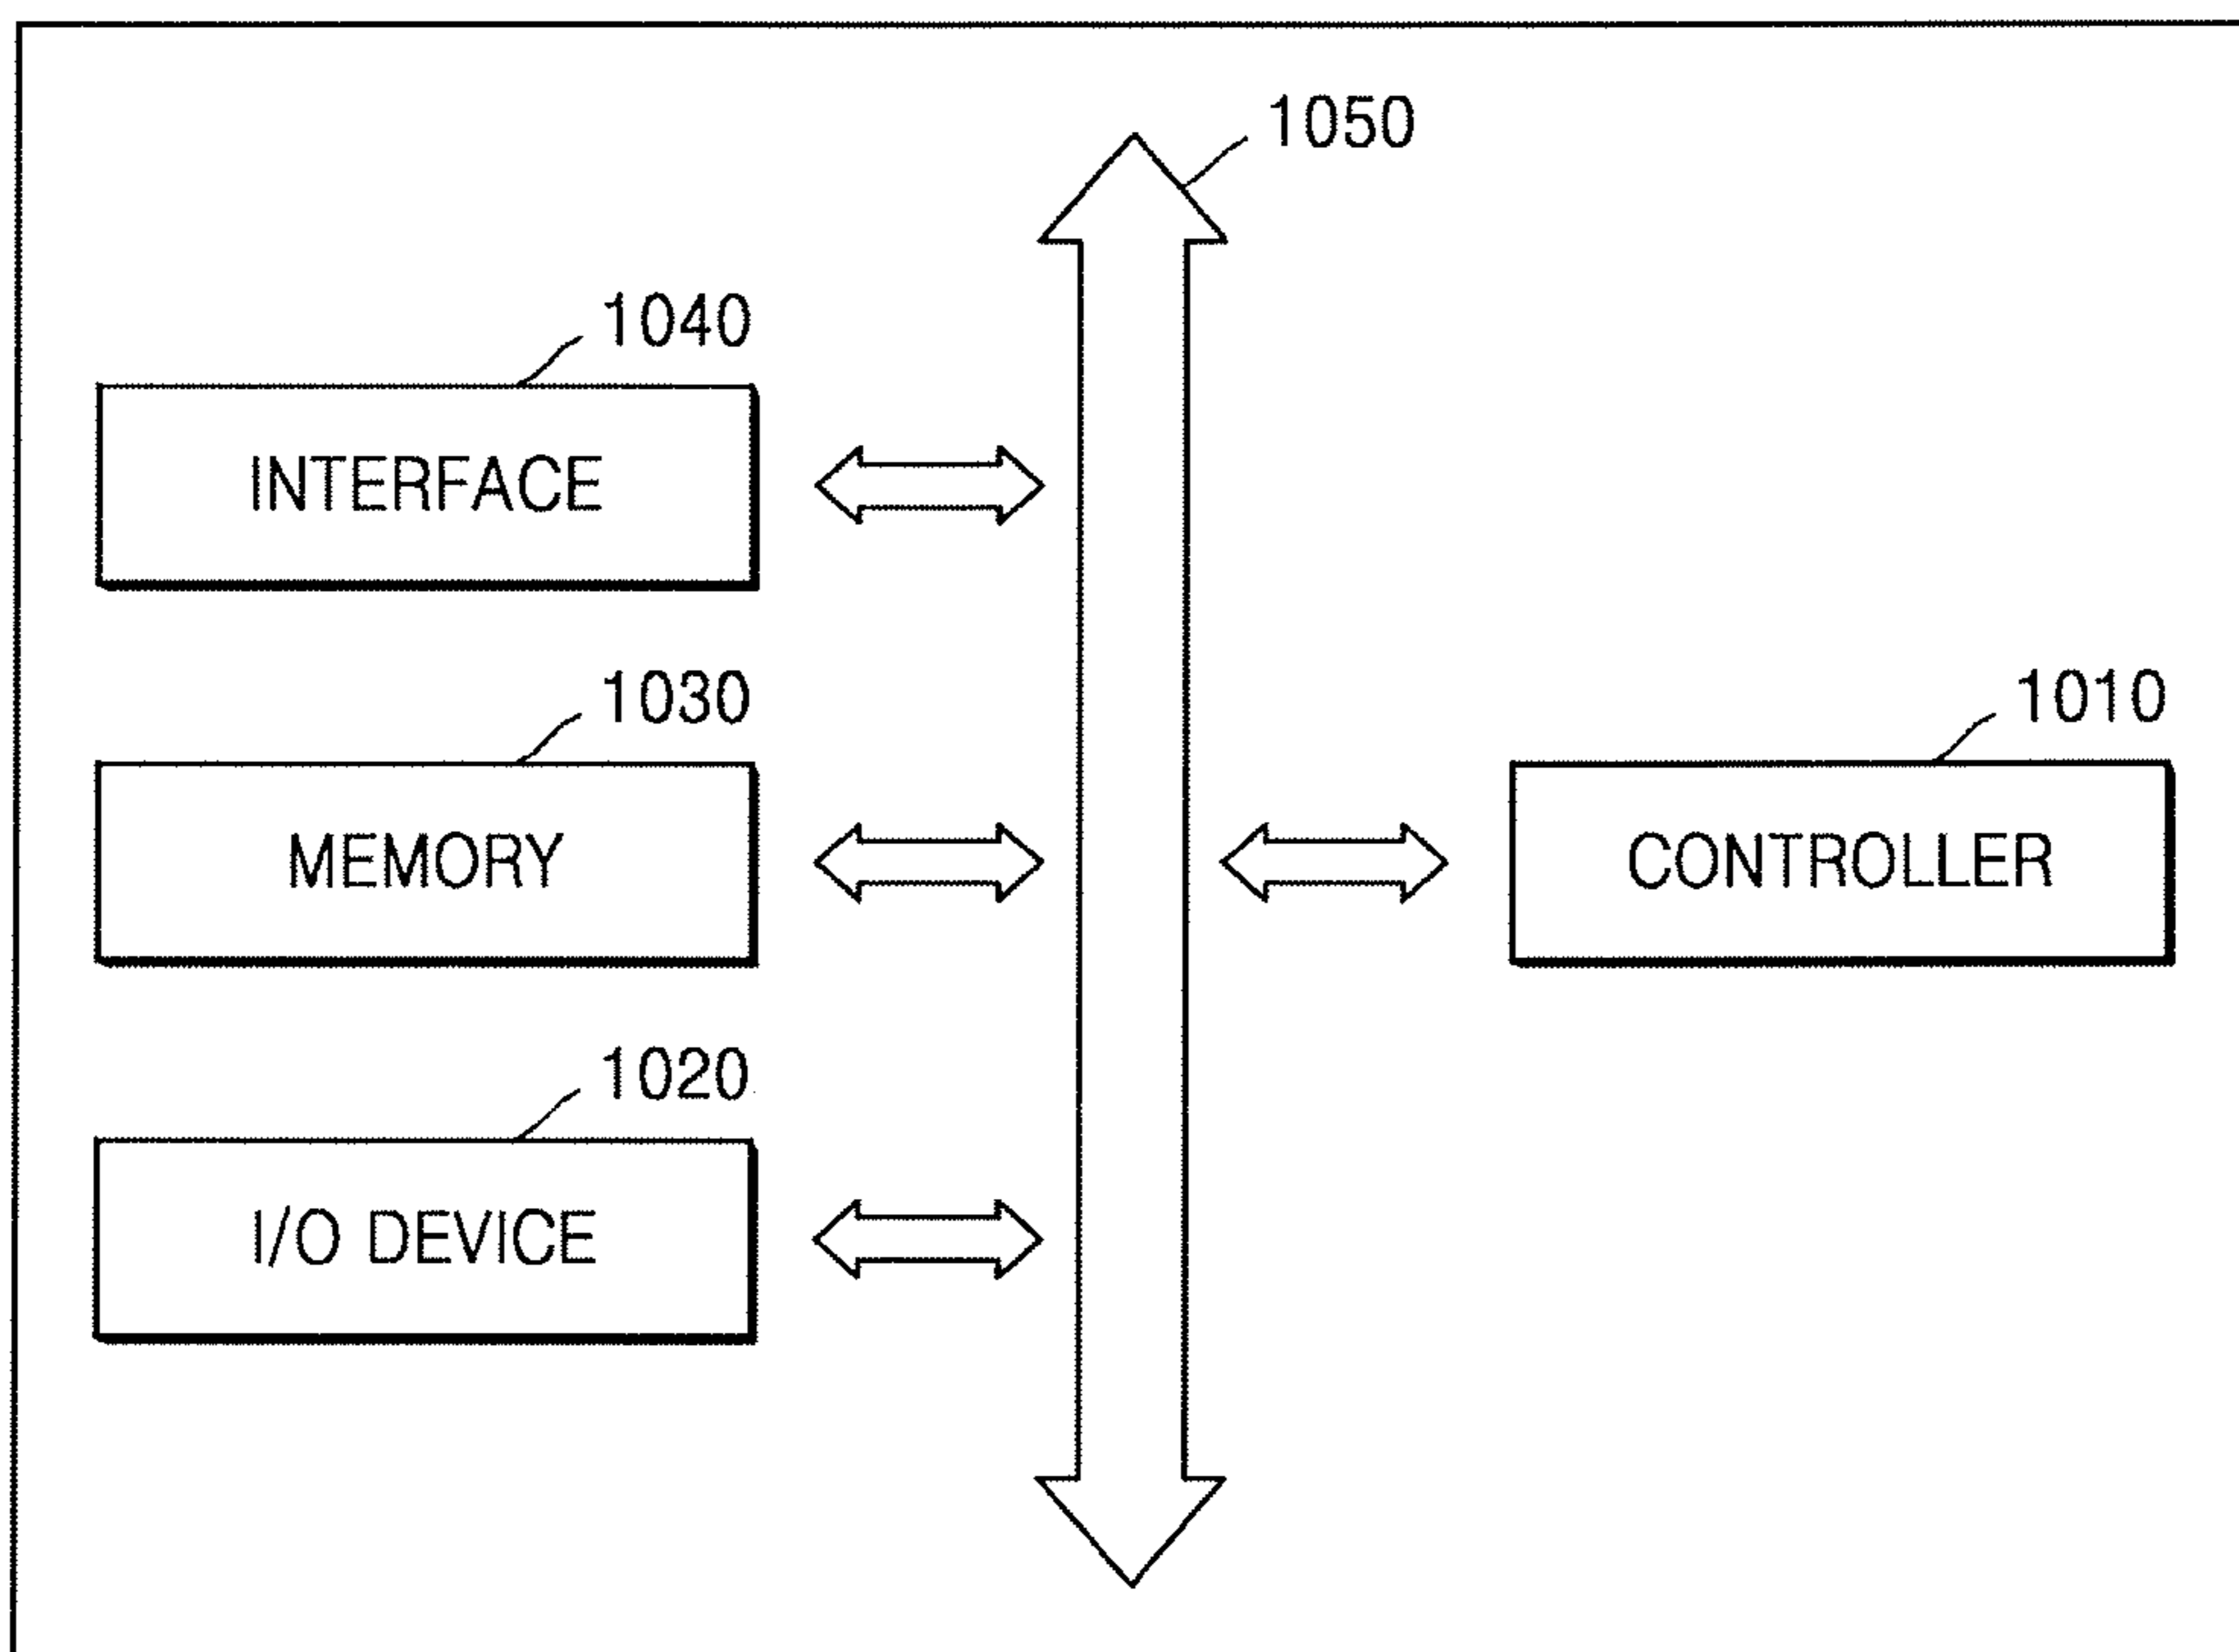 1050
1040
INTERFACE
1030
1010
MEMORY
CONTROLLER
1020
I/O DEVICE